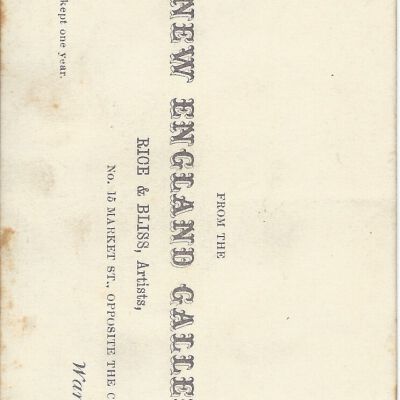 FROM THE
NEW ENGLAND GALLE
RICE & BLISS, Artists,
No. 15 MARKET ST., OPPOSITE THE C
War
kept one year.